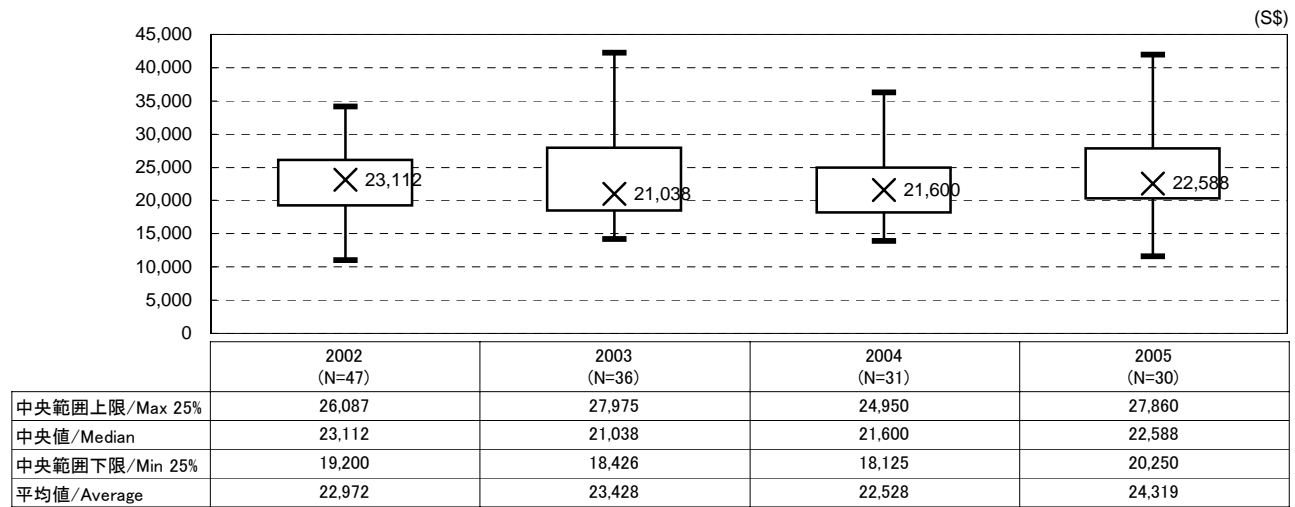 (S$)
45,000
40,000
35,000
30,000
25,000
20,000
15,000
10,000
5,000
0
23,112
21,038
21,600
22,588
2002 2003 2004 2005
(N=47) (N=36) (N=31) (N=30)
中央範囲上限/Max 25% 26,087 27,975 24,950 27,860
中央値/Median 23,112 21,038 21,600 22,588
中央範囲下限/Min 25% 19,200 18,426 18,125 20,250
平均値/Average 22,972 23,428 22,528 24,319